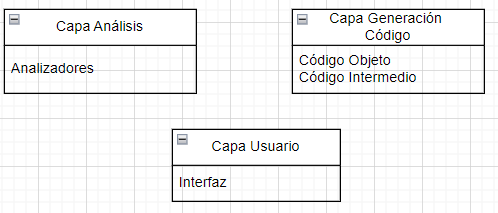 Capa Análisis
Analizadores
Capa Generación
Código
Código Objeto
Código Intermedio
Capa Usuario
Interfaz